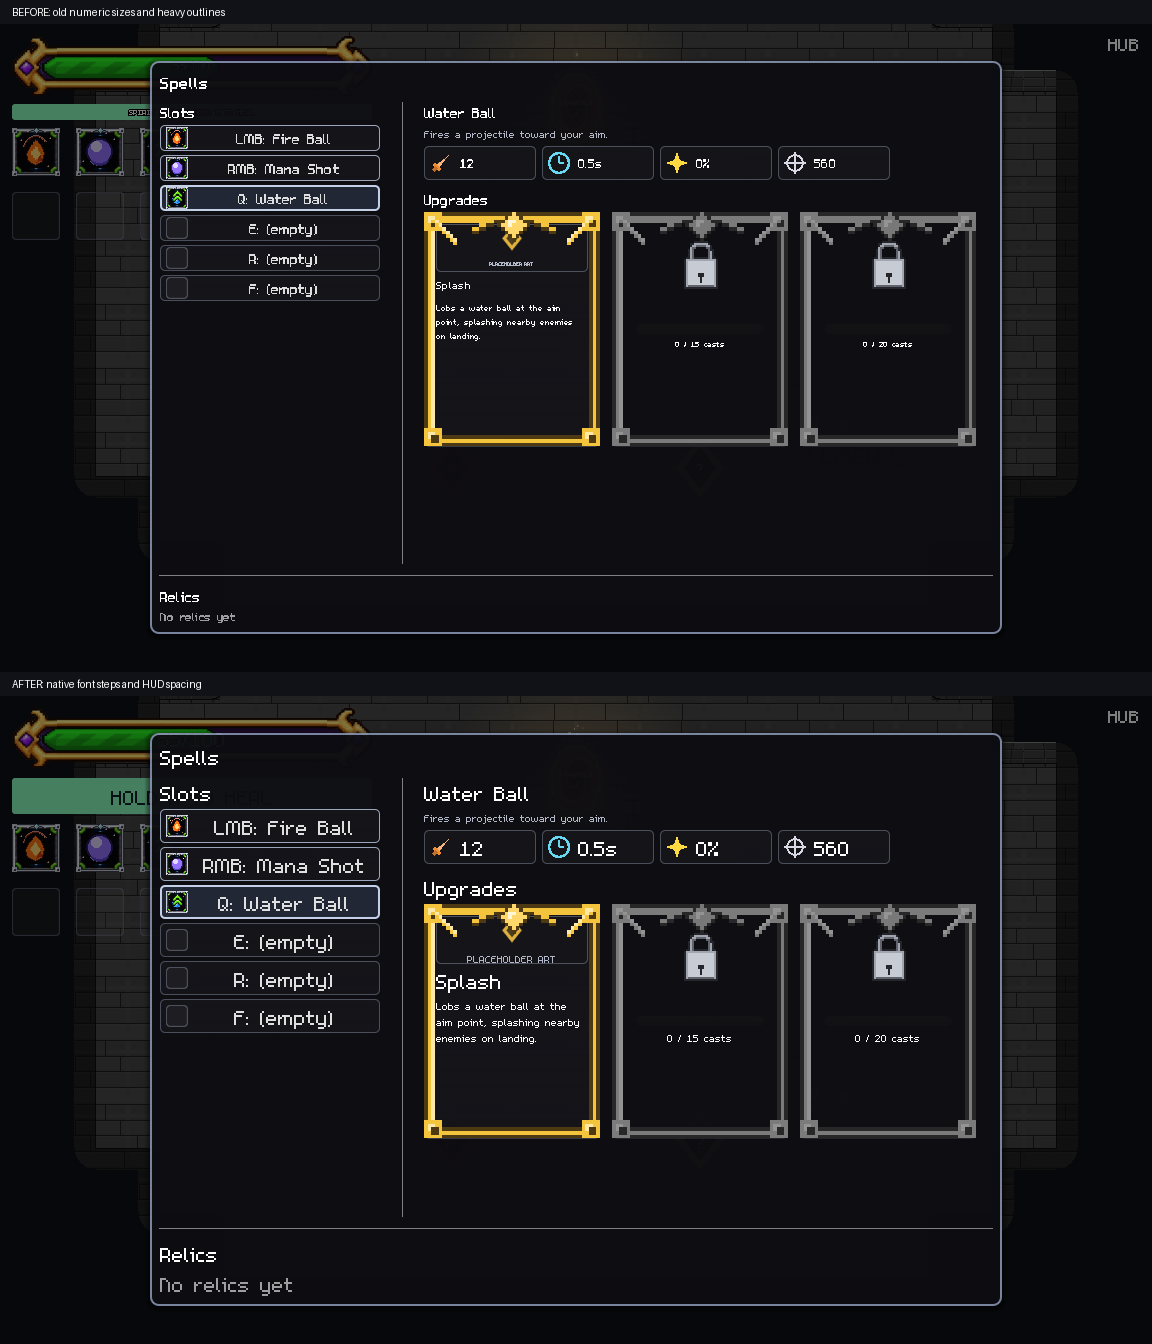 BEFORE: old numeric sizes and heavy outlines
HUB
Spells
Slots
LMB: Fire Ball
RMB: Mana Shot
Q: Water Ball
E: (empty)
R: (empty)
F: (empty)
Water Ball
Fires a projectile toward your aim.
12
0.5s
0%
560
Upgrades
PLACEHOLDER ART
Splash
Lobs a water ball at the aim
point, splashing nearby enemies
on landing.
0 / 15 casts
0 / 20 casts
Relics
No relics yet
AFTER: native font steps and HUD spacing
HUB
Spells
HEAL
Slots
LMB: Fire Ball
RMB: Mana Shot
Q: Water Ball
E: (empty)
R: (empty)
F: (empty)
Water Ball
Fires a projectile toward your aim.
12
0.5s
0%
560
Upgrades
PLACEHOLDER ART
Splash
Lobs a water ball at the
aim point, splashing nearby
enemies on landing.
0 / 15 casts
0 / 20 casts
Relics
No relics yet